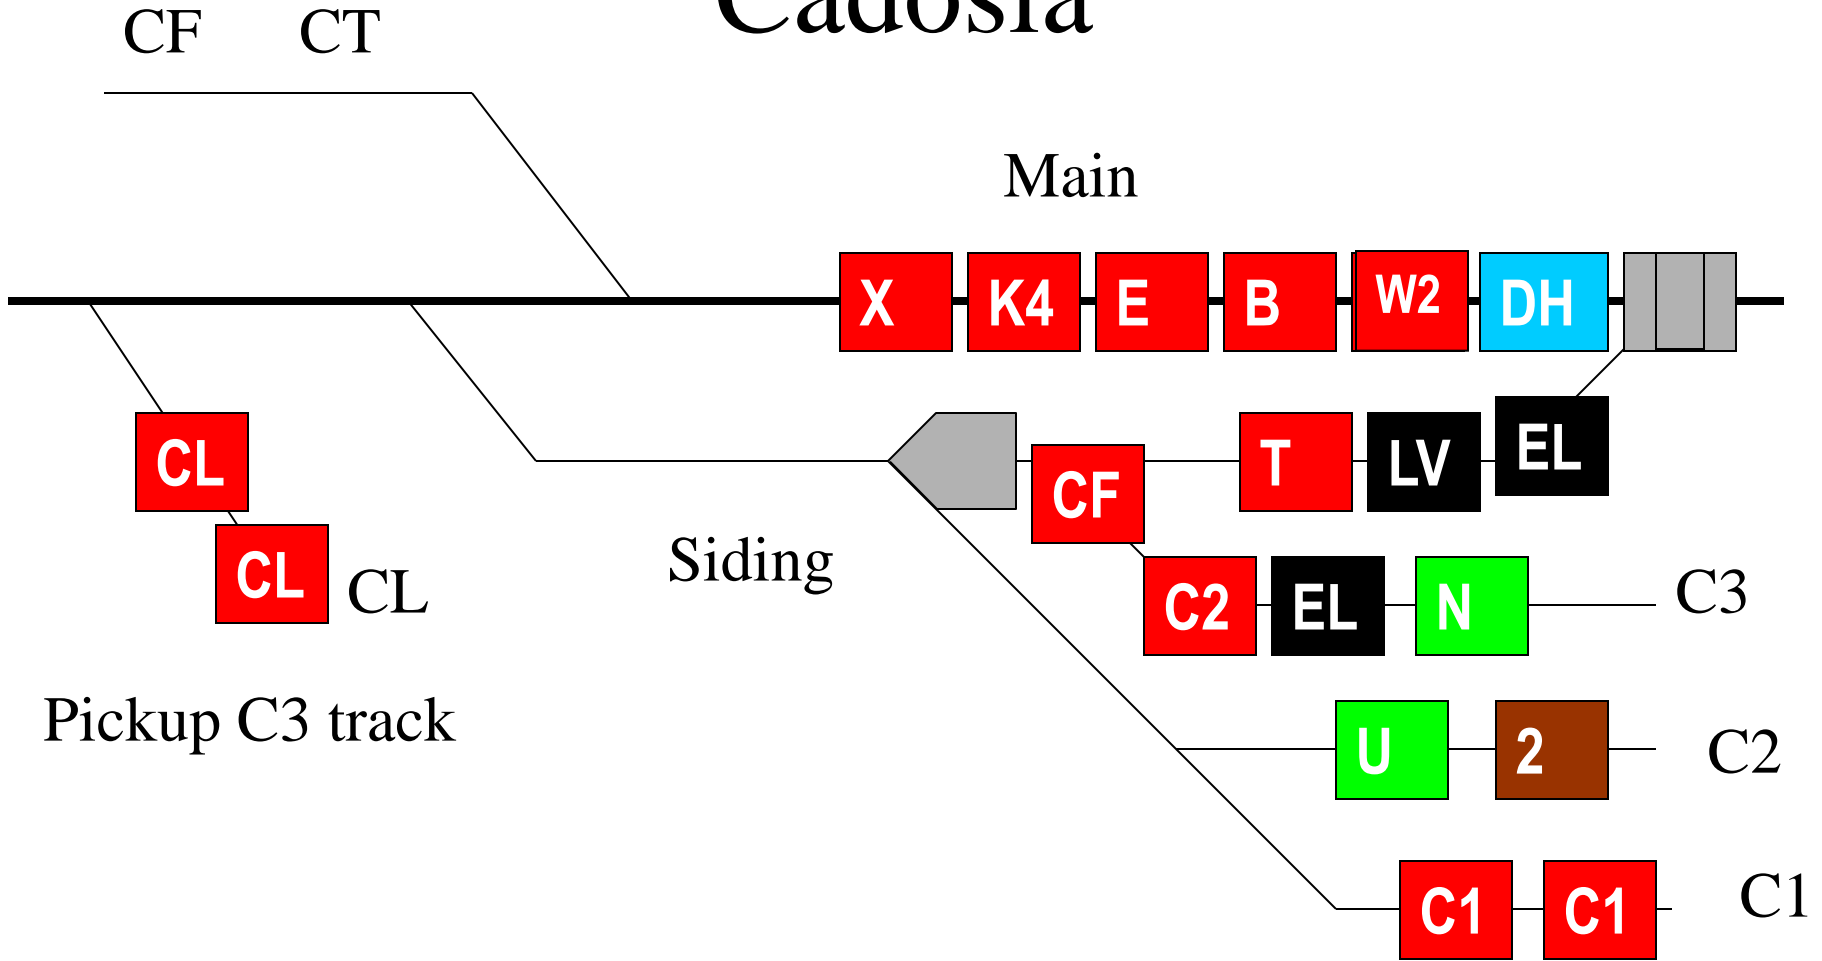 Cadosia
CF CT
Main
X K4 E B W2 DH
CL
CF T LV EL
Siding
CL CL
C2 EL N C3
Pickup C3 track
U 2 C2
C1 C1 C1